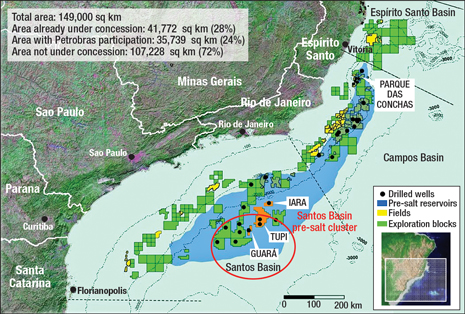 Total area: 149,000 sq km
Area already under concession: 41,772 sq km (28%)
Area with Petrobras participation: 35,739 sq km (24%)
Area not under concession: 107,228 sq km (72%)
Espírito Santo Basin
Espírito
Santo
Vitória
Minas Gerais
PARQUE
DAS
CONCHAS
Rio de Janeiro
Rio de Janeiro
Sao Paulo
São Paulo
Campos Basin
Parana
Curitiba
IARA
Santos Basin
pre-salt cluster
TUPI
GUARÁ
Santos Basin
Santa
Catarina
Florianopolis
-3000
-2000
-3000
Drilled wells
Pre-salt reservoirs
Fields
Exploration blocks
0
100
200 km